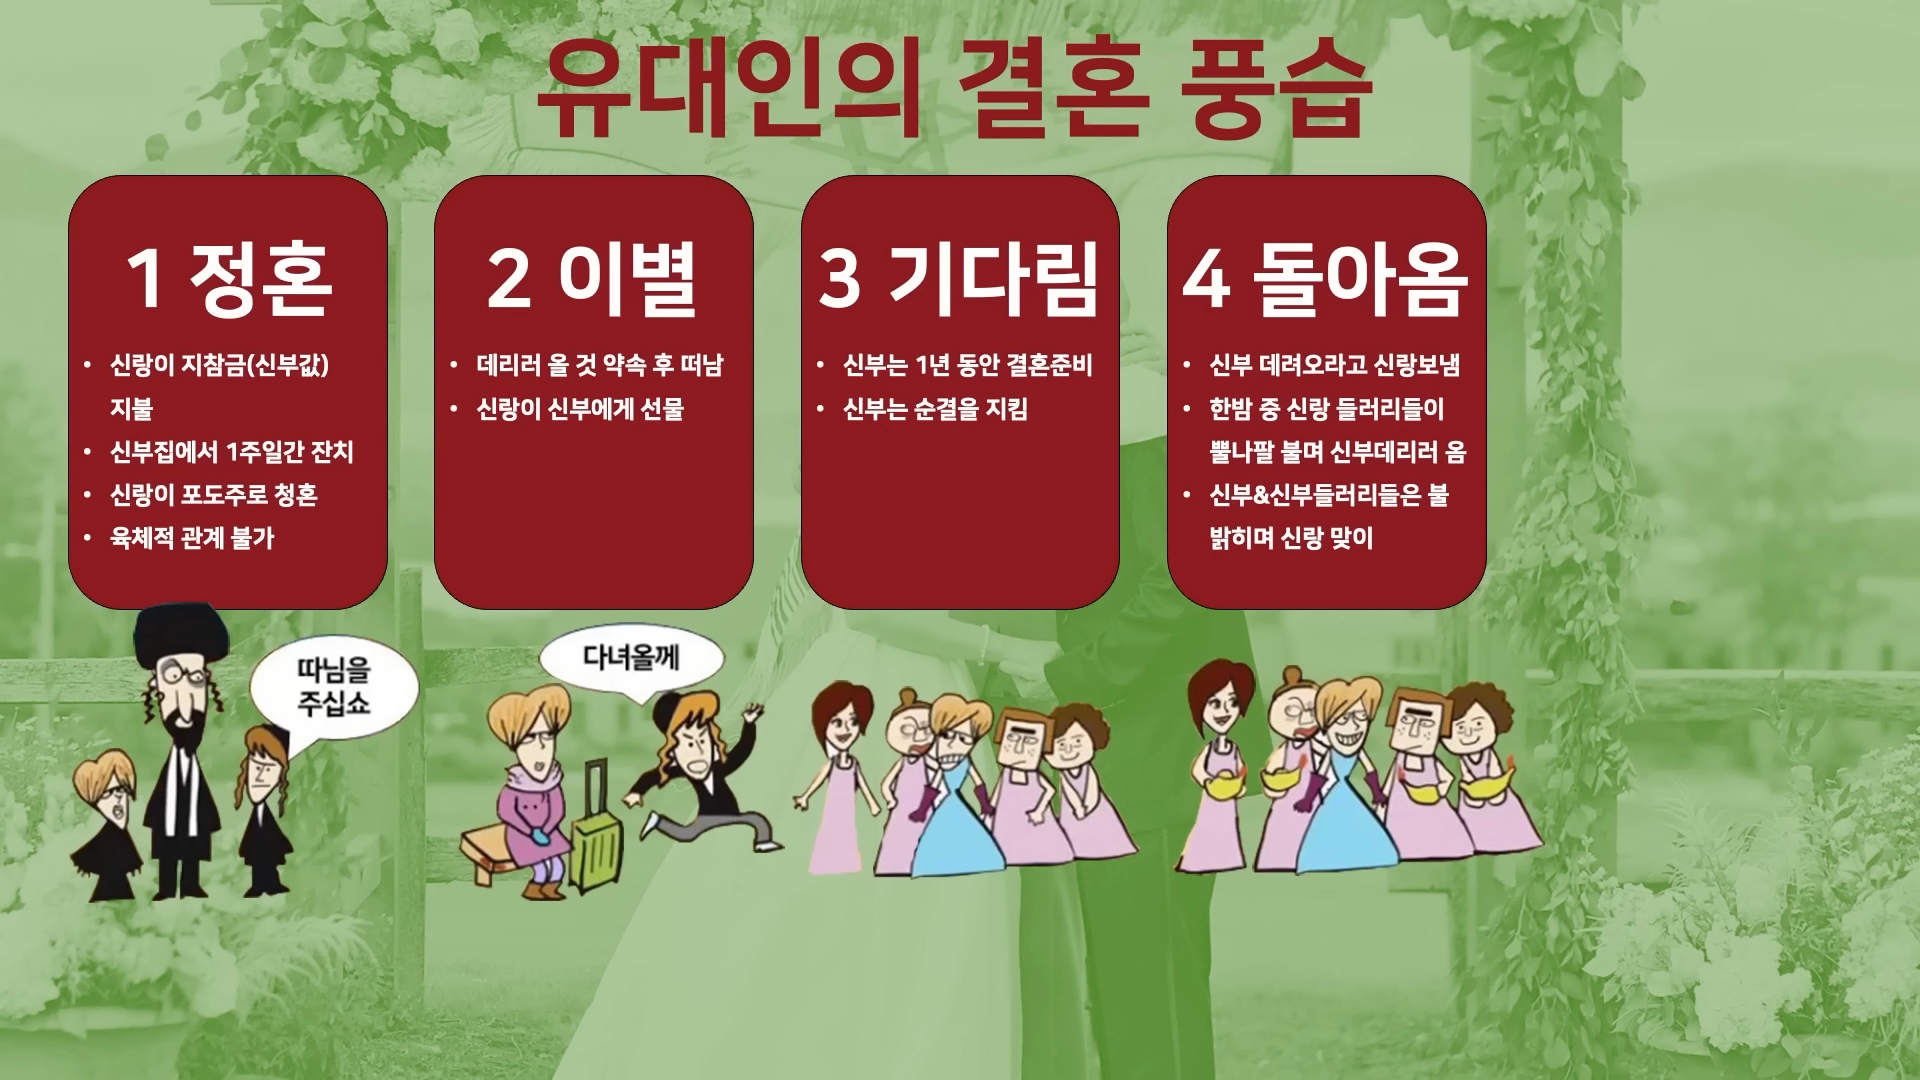 유대인의 결혼 풍습
1 정혼
• 신랑이 지참금(신부값)
지불
• 신부집에서 1주일간 잔치
• 신랑이 포도주로 청혼
• 육체적 관계 불가
2 이별
• 데리러 올 것 약속 후 떠남
• 신랑이 신부에게 선물
3 기다림
• 신부는 1년 동안 결혼준비
• 신부는 순결을 지킴
4 돌아옴
• 신부 데려오라고 신랑보냄
• 한밤 중 신랑 들러리들이
뿔나팔 불며 신부데리러 옴
• 신부&신부들러리들은 불
밝히며 신랑 맞이
따님을
주십쇼
다녀올께